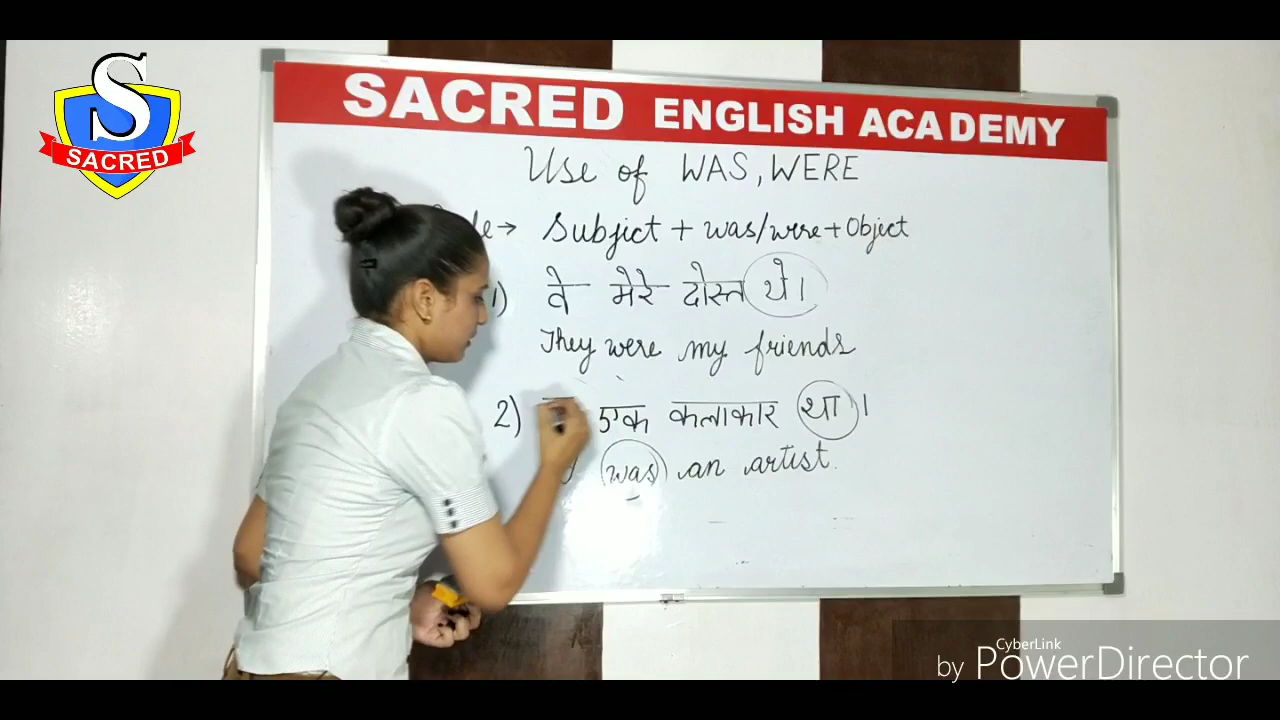 S
SACRED
SACRED ENGLISH ACADEMY
Use of WAS, WERE
→ Subjict + was/were + Object
1) वे मेरे दोस्त थे।
They were my friends
2) एक कलाकार था।
was an artist.
CyberLink
by PowerDirector